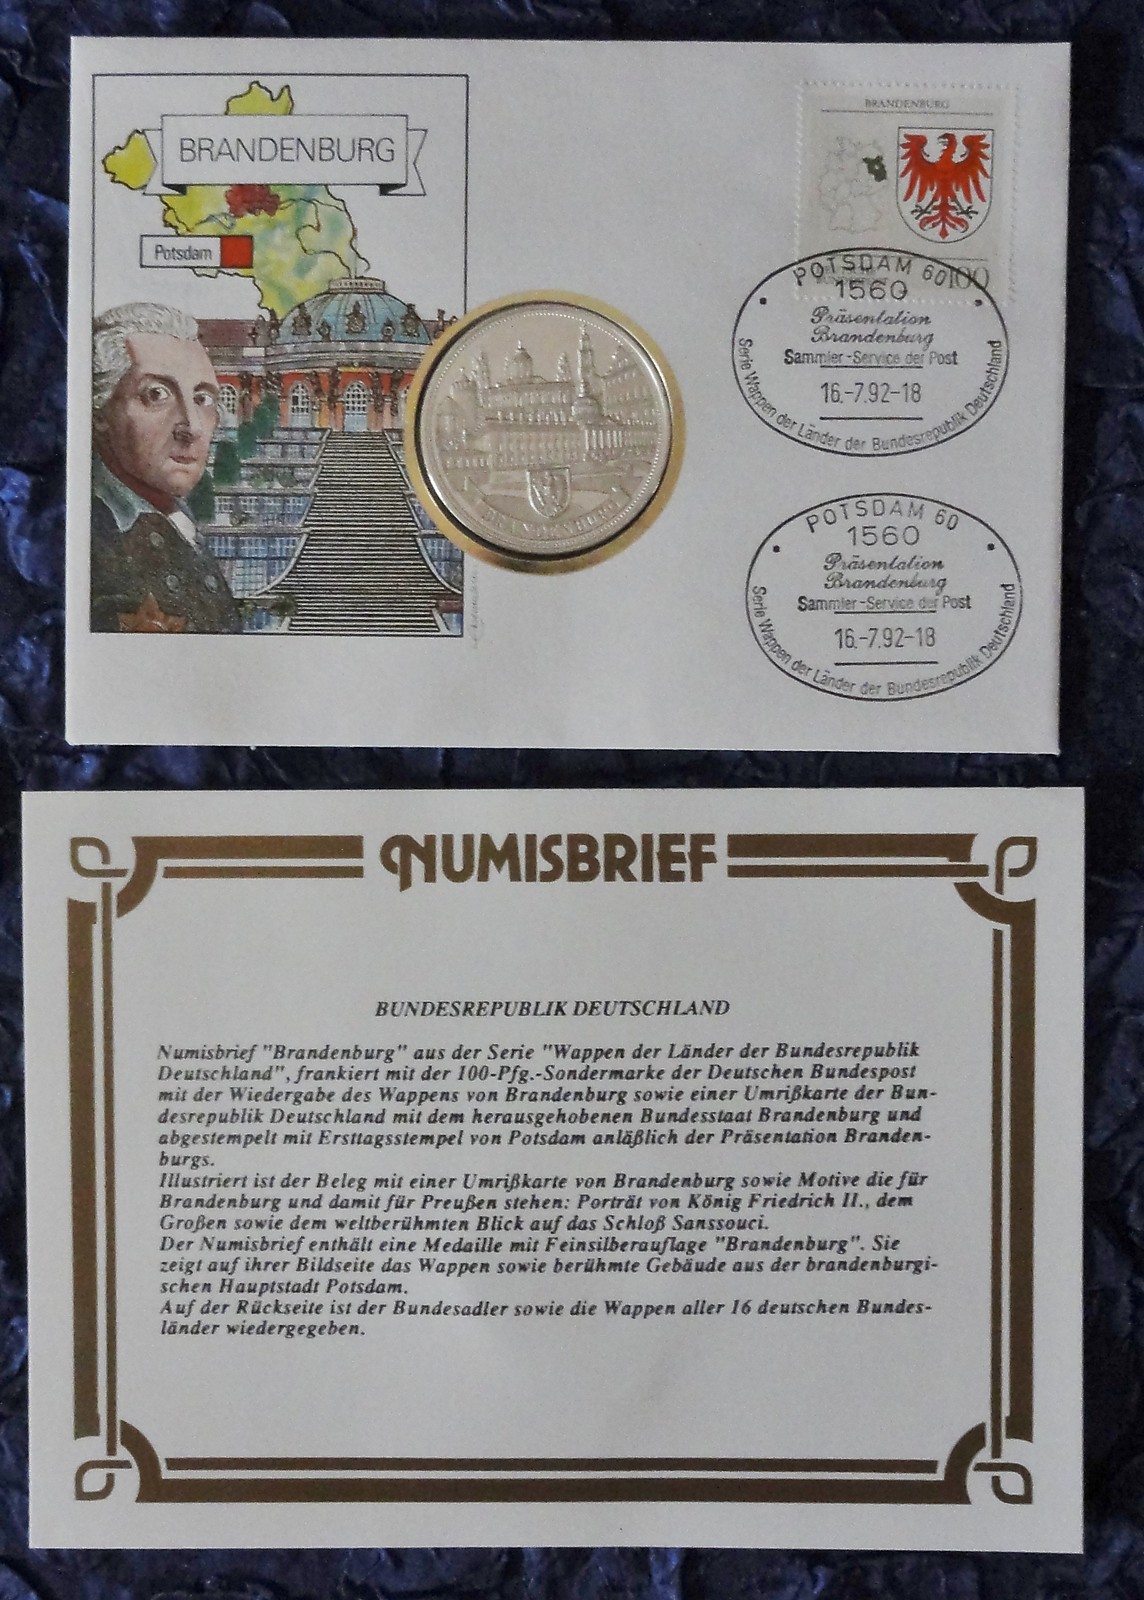 BRANDENBURG
Potsdam
BRANDENBURG
100
POTSDAM 60
1560
Präsentation
Brandenburg
Sammler-Service der Post
16.-7.92-18
Serie Wappen der Länder der Bundesrepublik Deutschland
BRANDENBURG
POTSDAM 60
1560
Präsentation
Brandenburg
Sammler-Service der Post
16.-7.92-18
Serie Wappen der Länder der Bundesrepublik Deutschland
NUMISBRIEF
BUNDESREPUBLIK DEUTSCHLAND
Numisbrief "Brandenburg" aus der Serie "Wappen der Länder der Bundesrepublik
Deutschland", frankiert mit der 100-Pfg.-Sondermarke der Deutschen Bundespost
mit der Wiedergabe des Wappens von Brandenburg sowie einer Umrißkarte der Bun-
desrepublik Deutschland mit dem herausgehobenen Bundesstaat Brandenburg und
abgestempelt mit Ersttagsstempel von Potsdam anläßlich der Präsentation Branden-
burgs.
Illustriert ist der Beleg mit einer Umrißkarte von Brandenburg sowie Motive die für
Brandenburg und damit für Preußen stehen: Porträt von König Friedrich II., dem
Großen sowie dem weltberühmten Blick auf das Schloß Sanssouci.
Der Numisbrief enthält eine Medaille mit Feinsilberauflage "Brandenburg". Sie
zeigt auf ihrer Bildseite das Wappen sowie berühmte Gebäude aus der brandenburgi-
schen Hauptstadt Potsdam.
Auf der Rückseite ist der Bundesadler sowie die Wappen aller 16 deutschen Bundes-
länder wiedergegeben.